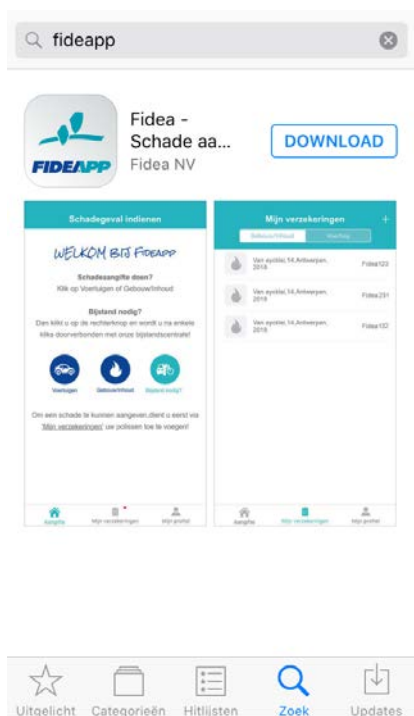 fideapp
Fidea -
Schade aa...
Fidea NV
DOWNLOAD
FIDEAPP
Schadegeval indienen
WELKOM BIJ FIDEAPP
Schadeaangifte doen?
Klik op Voertuigen of Gebouw/Inhoud
Bijstand nodig?
Dan klikt u op de rechterknop en wordt u na enkele
kliks doorverbonden met onze bijstandscentrale!
Voertuigen
Gebouw/Inhoud
Bijstand nodig?
Om een schade te kunnen aangeven, dient u eerst via
'Mijn verzekeringen' uw polissen toe te voegen!
Aangifte
Mijn verzekeringen
Mijn profiel
Mijn verzekeringen
+
Gebouw/Inhoud
Voertuig
Van eycklei, 14, Antwerpen,
2018
Fidea123
Van eycklei, 14, Antwerpen,
2018
Fidea231
Van eycklei, 14, Antwerpen,
2018
Fidea132
Aangifte
Mijn verzekeringen
Mijn profiel
Uitgelicht
Categorieën
Hitlijsten
Zoek
Updates